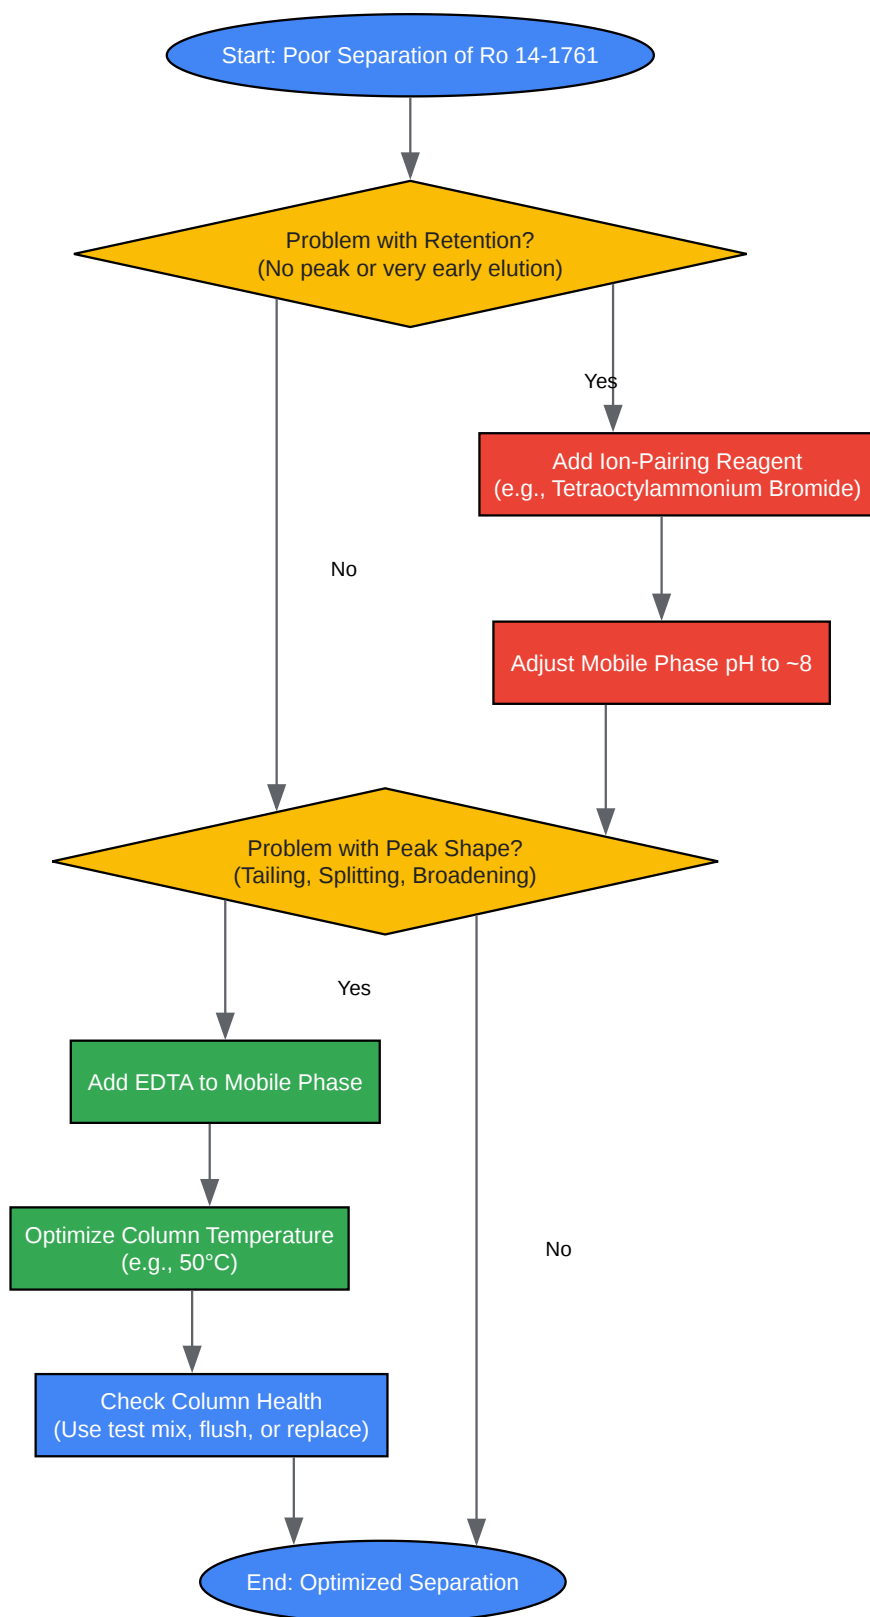 Start: Poor Separation of Ro 14-1761
Problem with Retention?
(No peak or very early elution)
Yes
Add Ion-Pairing Reagent
(e.g., Tetraoctylammonium Bromide)
No
Adjust Mobile Phase pH to ~8
Problem with Peak Shape?
(Tailing, Splitting, Broadening)
Yes
Add EDTA to Mobile Phase
Optimize Column Temperature
(e.g., 50°C)
No
Check Column Health
(Use test mix, flush, or replace)
End: Optimized Separation